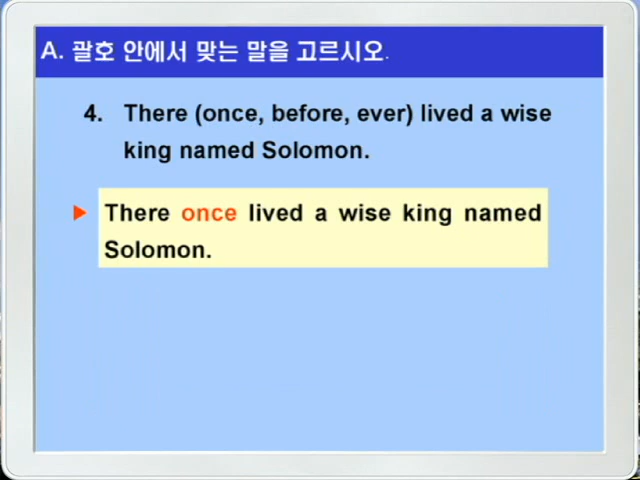 A. 괄호 안에서 맞는 말을 고르시오.
4. There (once, before, ever) lived a wise
king named Solomon.
There once lived a wise king named
Solomon.